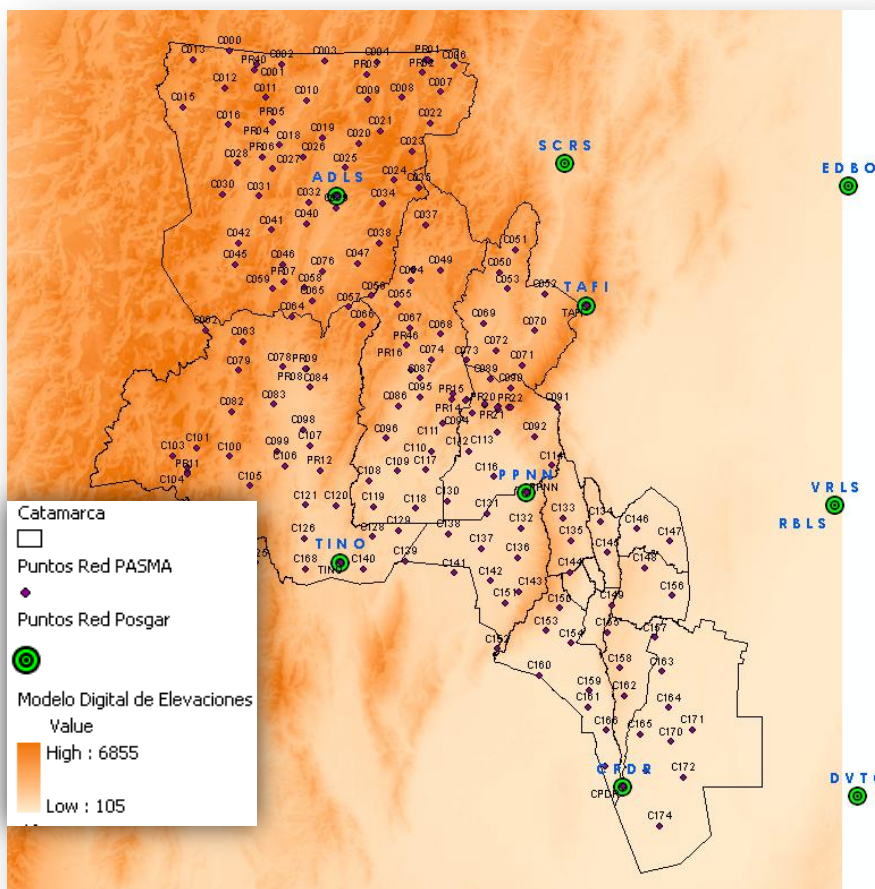 C000
C013
C002
C003
C004
PR01
PR40
PR03
PR02
C006
C001
C012
C011
C010
C009
C008
C007
C015
C016
PR05
C022
PR04
C018
C019
C020
C021
PR06
C026
C023
C028
C027
C025
SCRS
EDBO
ADLS
C024
C035
C030
C031
C032
C034
C040
C037
C041
C042
C038
C051
C045
C046
C076
C047
C049
C050
PR07
C059
C058
C053
C052
TAFI
C065
C057
C056
C055
TAFI
C064
C066
C062
C067
C068
C069
C070
C063
PR46
PR16
C072
C078
PR09
C074
C073
C071
C079
PR08
C084
C087
C089
C090
C095
PR15
C082
C083
C086
PR14
PR20
PR22
C091
PR21
C098
C094
C096
C111
C092
C101
C099
C107
C103
C100
C106
C110
C112
C113
PR11
PR12
C109
C117
C116
C114
C104
C105
C108
PPNN
PPNN
VRLS
C121
C120
C119
C118
C130
C131
RBLS
Catamarca
C133
C134
C126
C128
C129
C138
C132
C135
C146
C147
Puntos Red PASMA
TINO
C137
C136
C145
C168
TINO
C140
C139
C141
C142
C144
C148
Puntos Red Posgar
C151
C143
C149
C156
C150
C153
C154
C157
C152
C158
C163
C160
C159
C162
Modelo Digital de Elevaciones
C161
C164
Value
C166
C165
C170
C171
High : 6855
CPDR
C172
DVTO
CPDR
Low : 105
C174